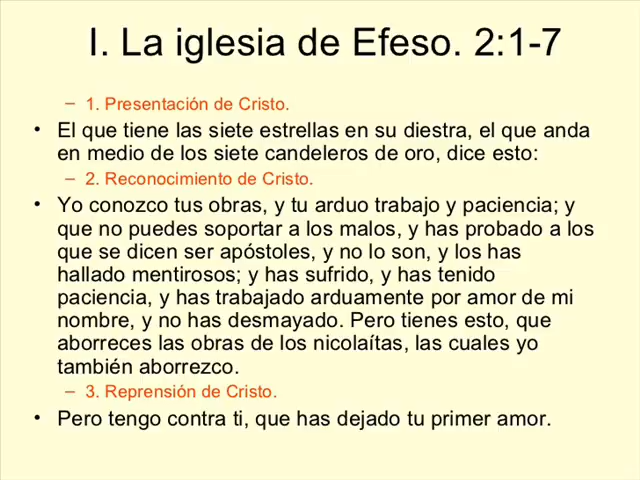 I. La iglesia de Efeso. 2:1-7
– 1. Presentación de Cristo.
• El que tiene las siete estrellas en su diestra, el que anda
en medio de los siete candeleros de oro, dice esto:
– 2. Reconocimiento de Cristo.
• Yo conozco tus obras, y tu arduo trabajo y paciencia; y
que no puedes soportar a los malos, y has probado a los
que se dicen ser apóstoles, y no lo son, y los has
hallado mentirosos; y has sufrido, y has tenido
paciencia, y has trabajado arduamente por amor de mi
nombre, y no has desmayado. Pero tienes esto, que
aborreces las obras de los nicolaítas, las cuales yo
también aborrezco.
– 3. Reprensión de Cristo.
• Pero tengo contra ti, que has dejado tu primer amor.